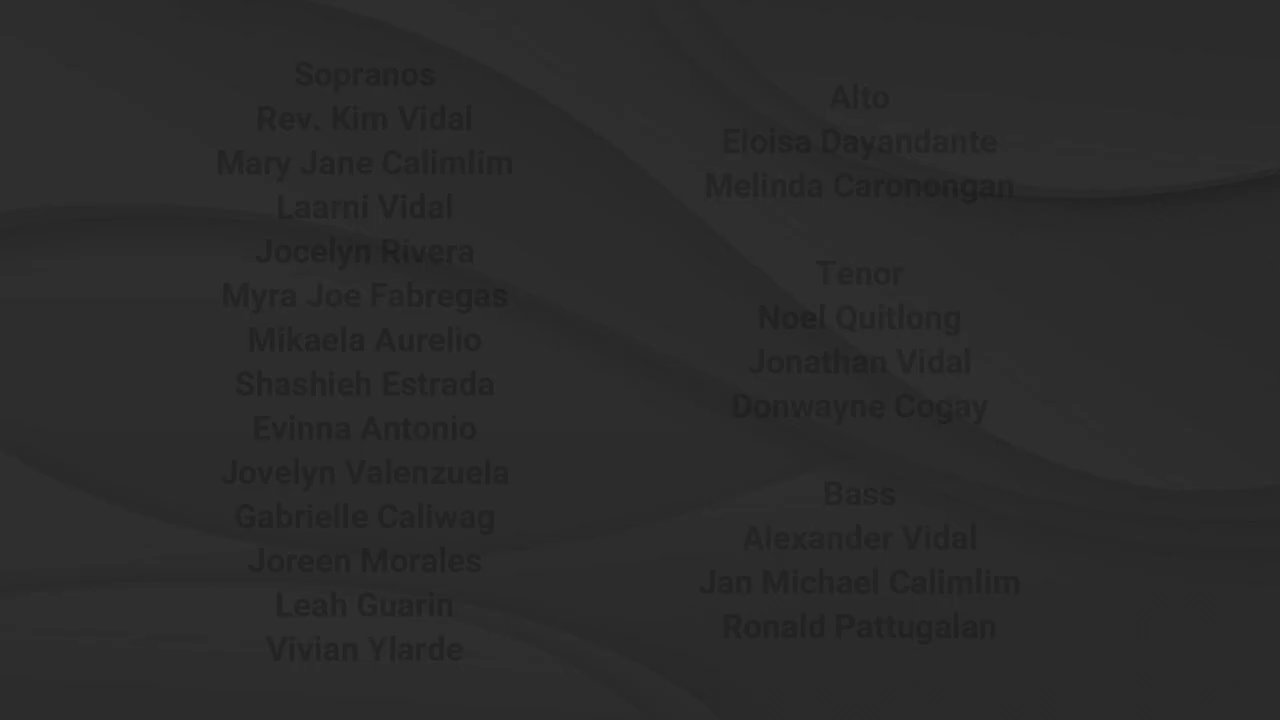 Sopranos
Rev. Kim Vidal
Mary Jane Calimlim
Laarni Vidal
Jocelyn Rivera
Myra Joe Fabregas
Mikaela Aurelio
Shashieh Estrada
Evinna Antonio
Jovelyn Valenzuela
Gabrielle Caliwag
Joreen Morales
Leah Guarin
Vivian Ylarde
Alto
Eloisa Dayandante
Melinda Caronongan
Tenor
Noel Quitlong
Jonathan Vidal
Donwayne Cogay
Bass
Alexander Vidal
Jan Michael Calimlim
Ronald Pattugalan